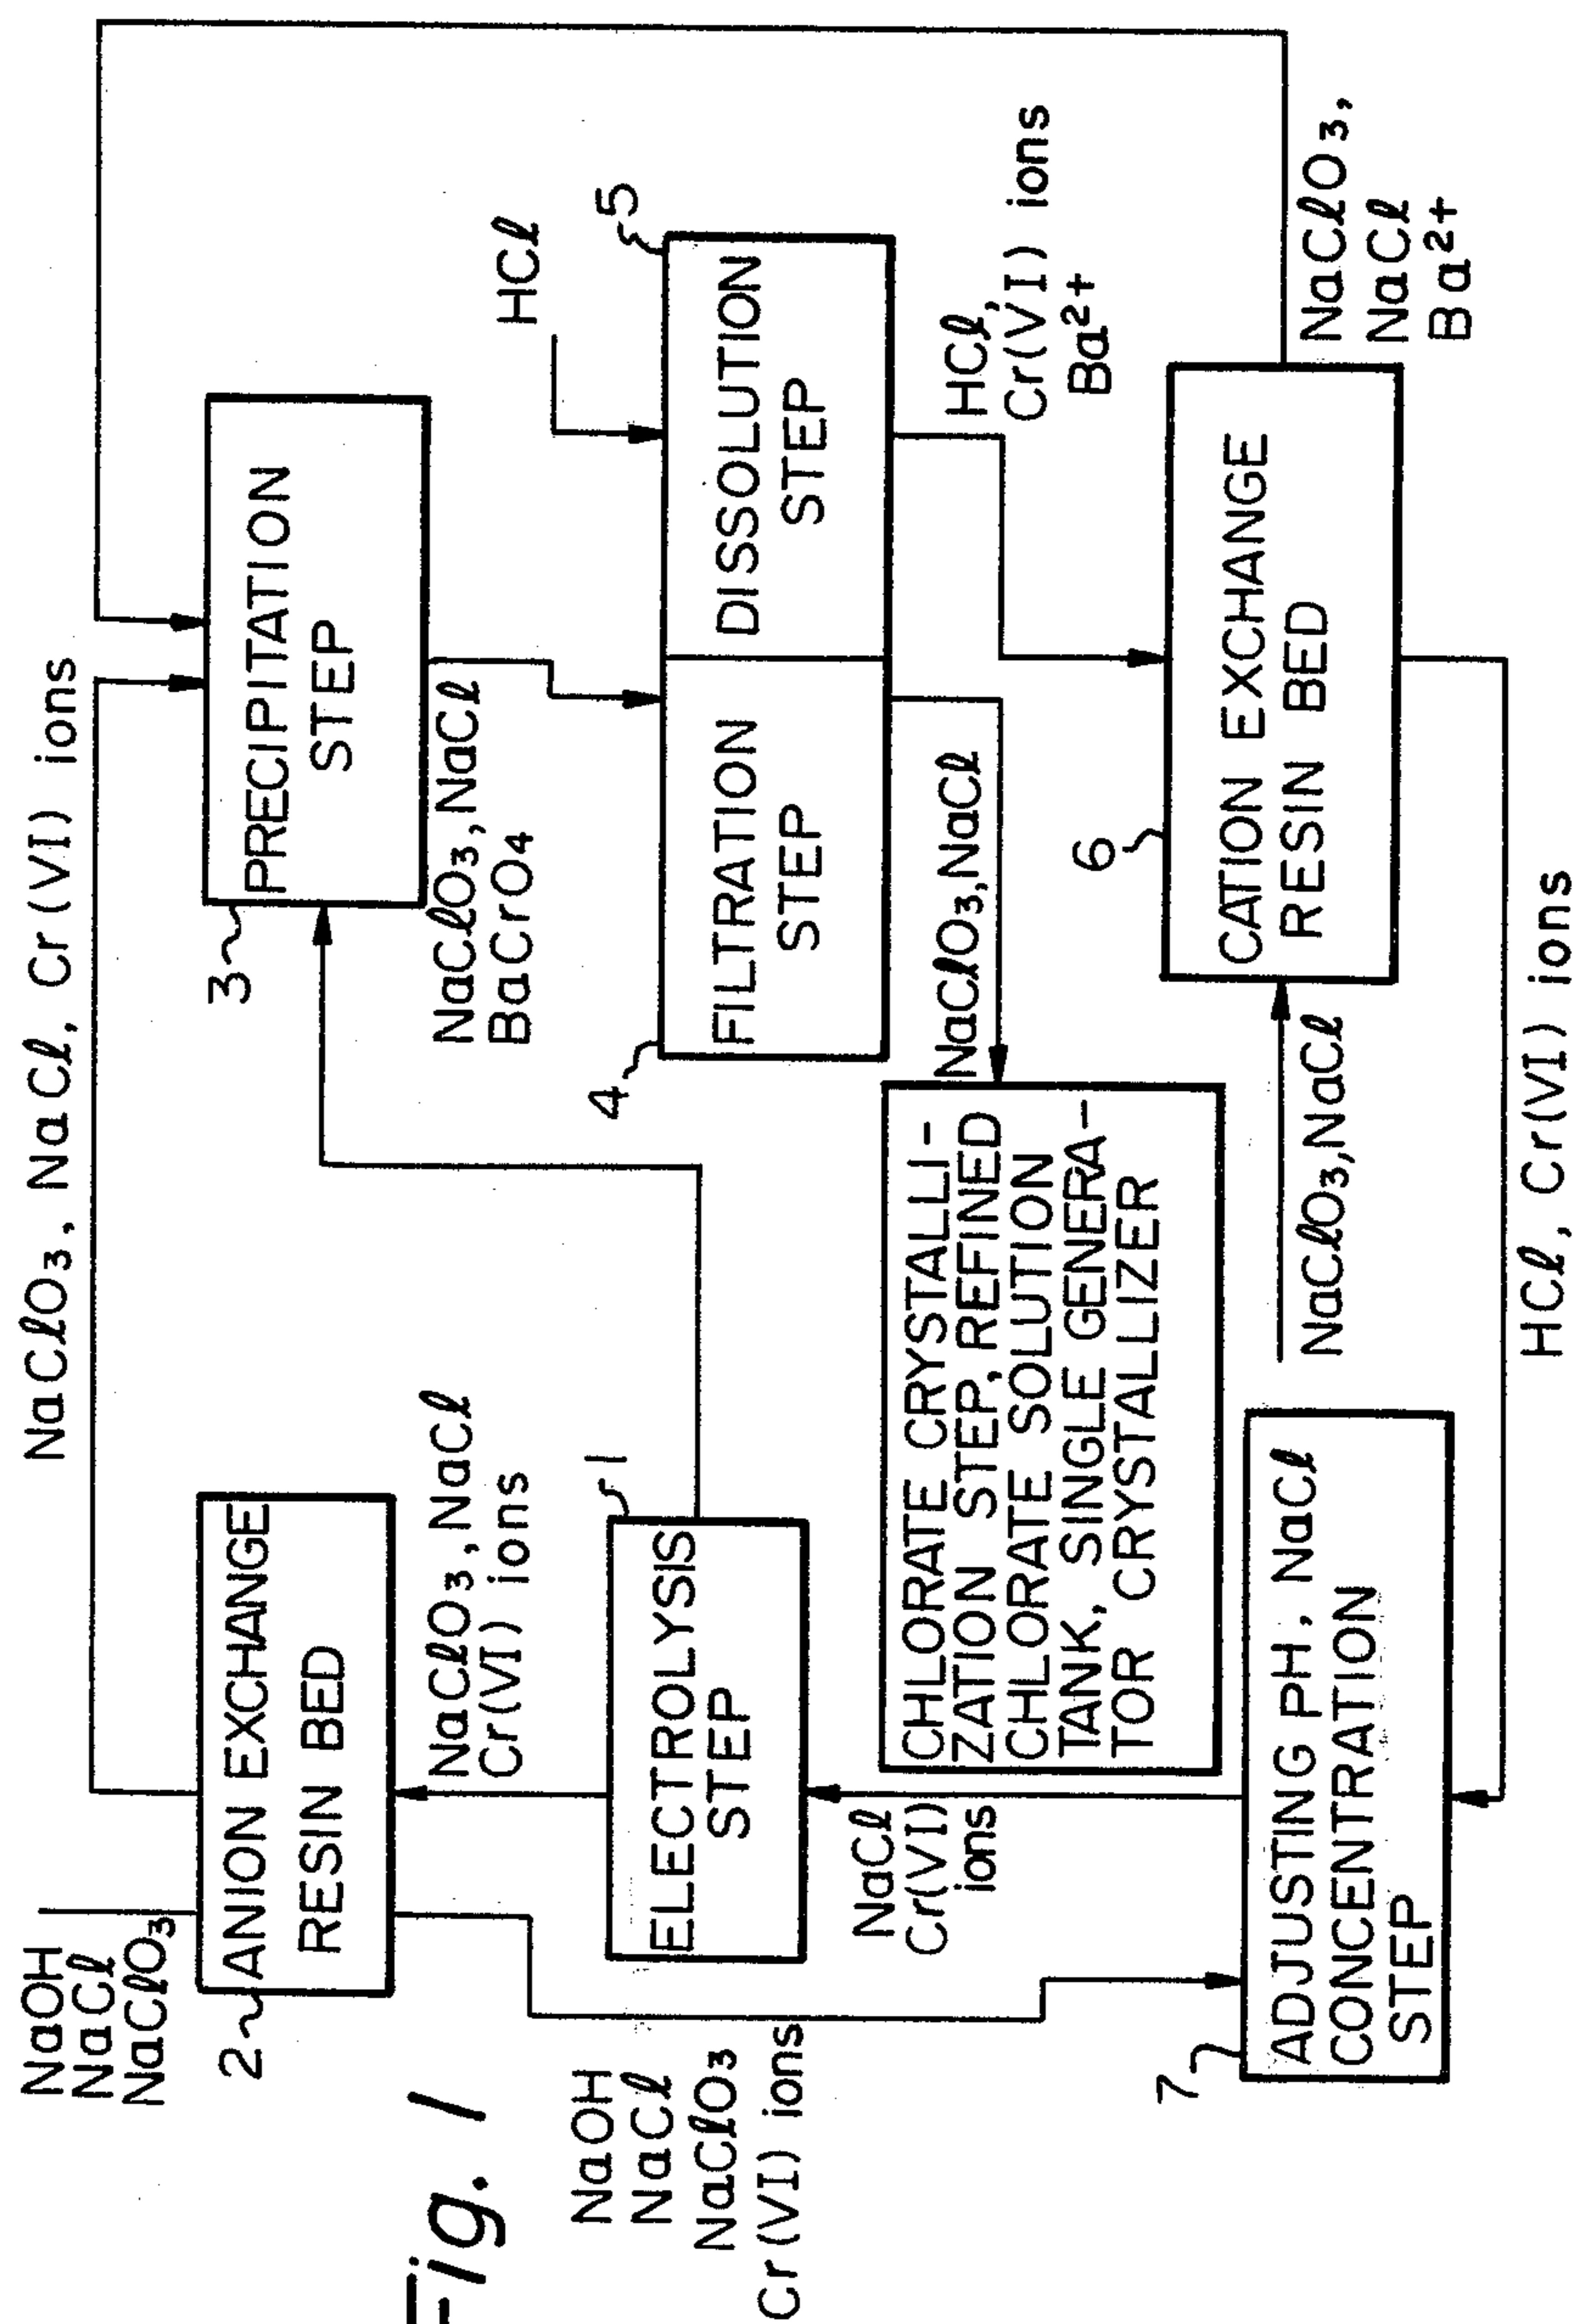 Fig. 1
NaOH
NaCl
NaClO3
2
ANION EXCHANGE
RESIN BED
NaClO3, NaCl, Cr(VI) ions
3
PRECIPITATION
STEP
NaClO3, NaCl
Cr(VI) ions
NaClO3, NaCl
BaCrO4
HCl
NaOH
NaCl
NaClO3
Cr(VI) ions
1
ELECTROLYSIS
STEP
4
FILTRATION
STEP
5
DISSOLUTION
STEP
NaCl
Cr(VI)
ions
CHLORATE CRYSTALLI-
ZATION STEP, REFINED
CHLORATE SOLUTION
TANK, SINGLE GENERA-
TOR CRYSTALLIZER
NaClO3, NaCl
HCl,
Cr(VI) ions
Ba2+
7
ADJUSTING PH, NaCl
CONCENTRATION
STEP
NaClO3, NaCl
6
CATION EXCHANGE
RESIN BED
NaClO3,
NaCl
Ba2+
HCl, Cr(VI) ions